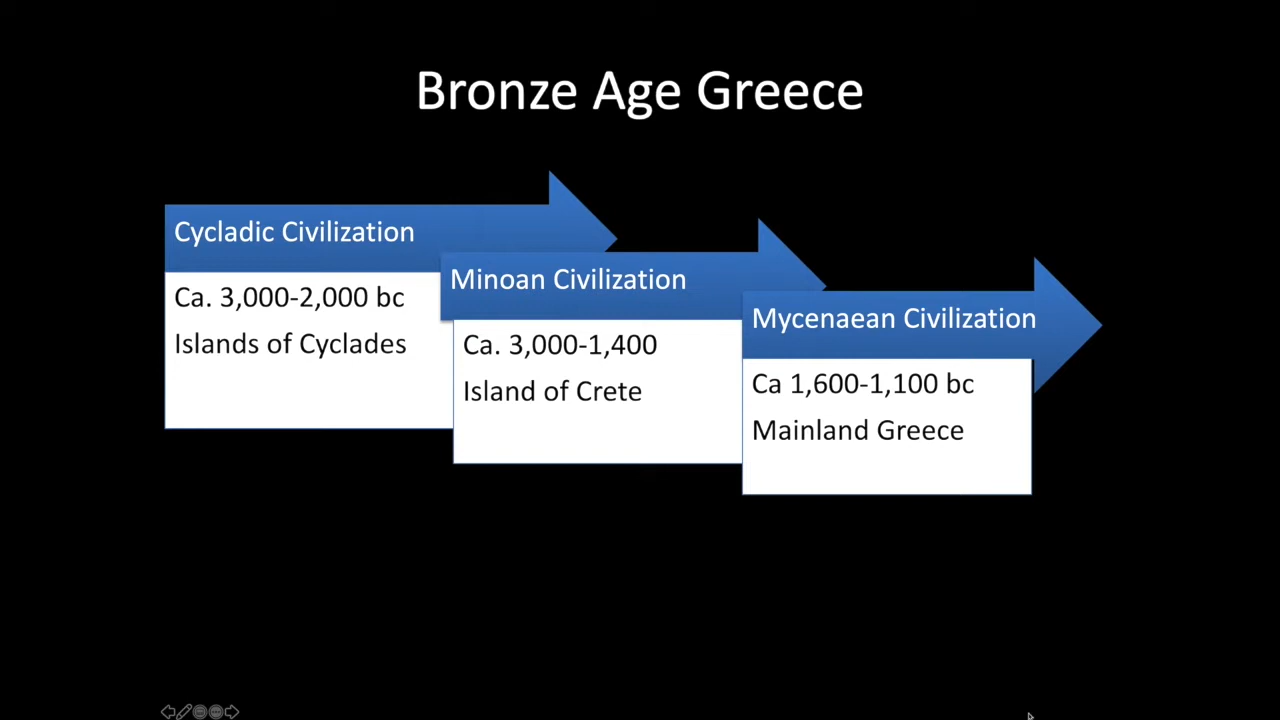 Bronze Age Greece
Cycladic Civilization
Ca. 3,000-2,000 bc
Islands of Cyclades
Minoan Civilization
Ca. 3,000-1,400
Island of Crete
Mycenaean Civilization
Ca 1,600-1,100 bc
Mainland Greece